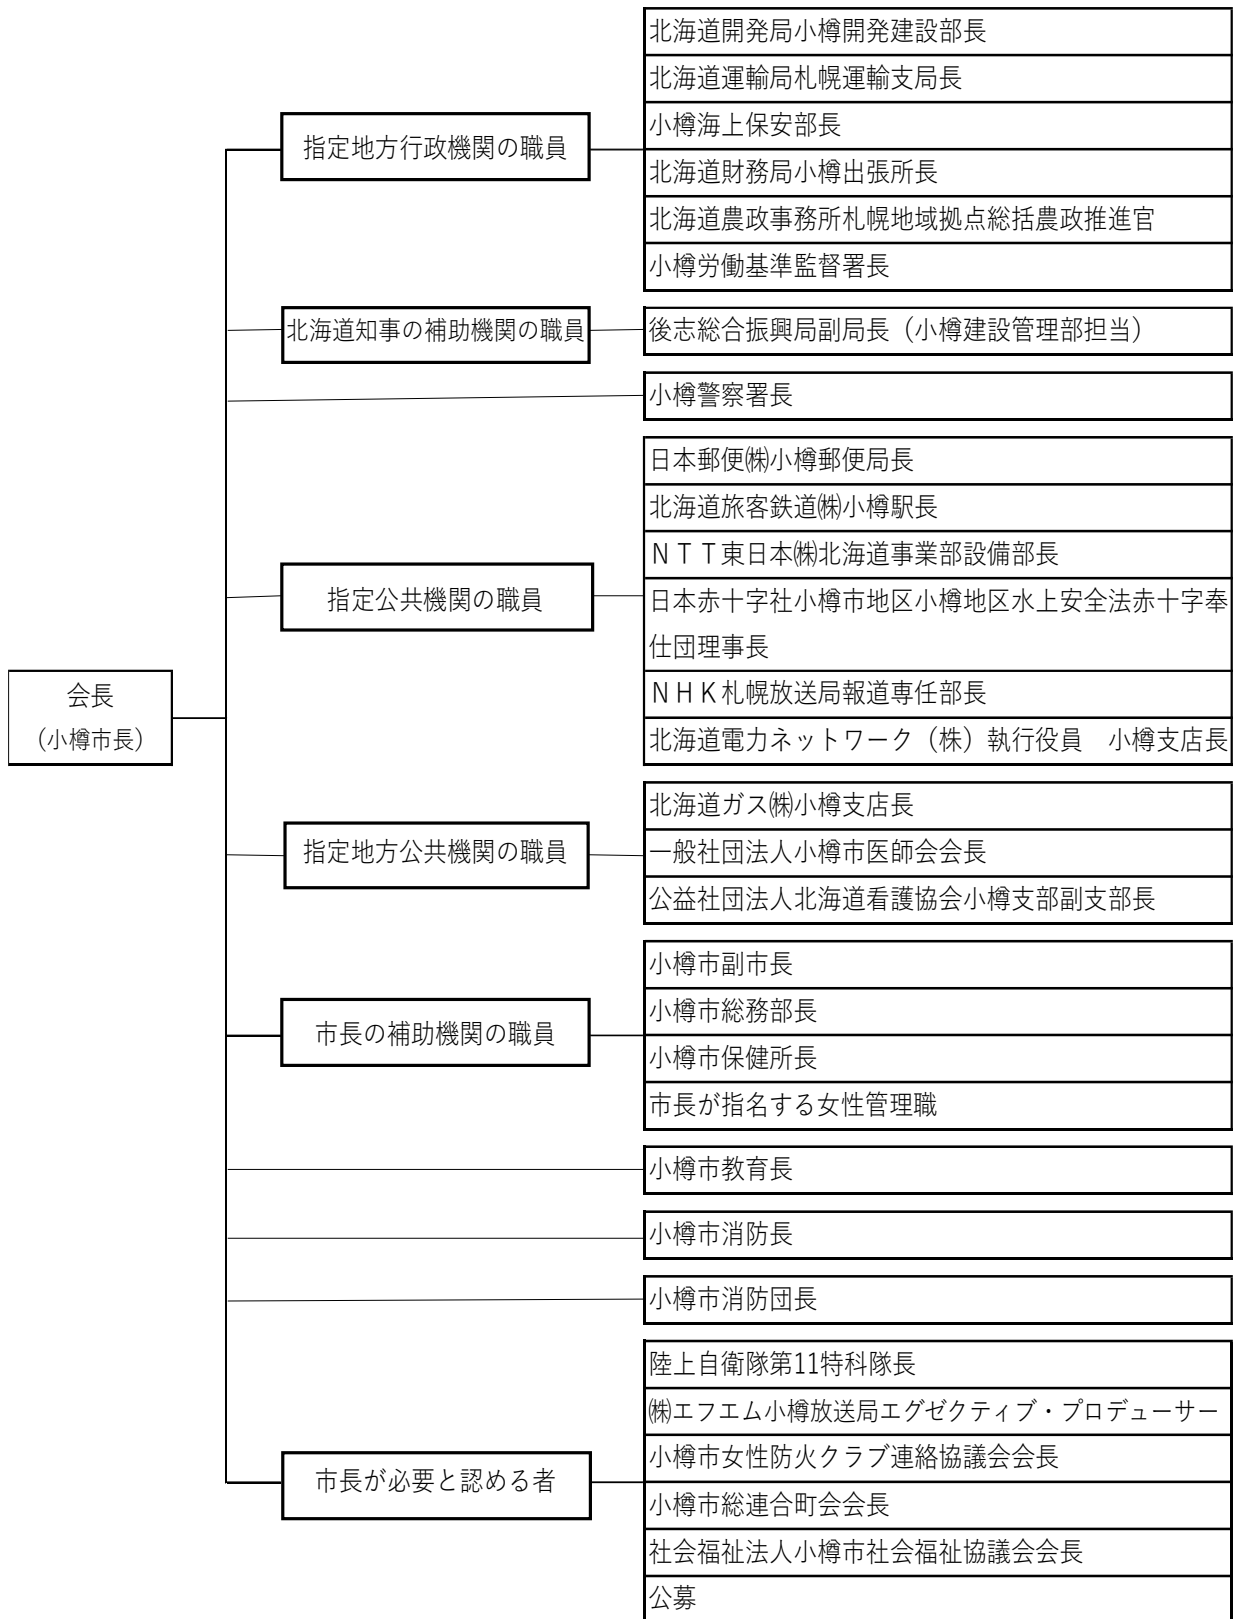 会長
（小樽市長）
指定地方行政機関の職員
北海道開発局小樽開発建設部長
北海道運輸局札幌運輸支局長
小樽海上保安部長
北海道財務局小樽出張所長
北海道農政事務所札幌地域拠点総括農政推進官
小樽労働基準監督署長
北海道知事の補助機関の職員
後志総合振興局副局長（小樽建設管理部担当）
小樽警察署長
指定公共機関の職員
日本郵便㈱小樽郵便局長
北海道旅客鉄道㈱小樽駅長
ＮＴＴ東日本㈱北海道事業部設備部長
日本赤十字社小樽市地区小樽地区水上安全法赤十字奉
仕団理事長
ＮＨＫ札幌放送局報道専任部長
北海道電力ネットワーク（株）執行役員　小樽支店長
指定地方公共機関の職員
北海道ガス㈱小樽支店長
一般社団法人小樽市医師会会長
公益社団法人北海道看護協会小樽支部副支部長
市長の補助機関の職員
小樽市副市長
小樽市総務部長
小樽市保健所長
市長が指名する女性管理職
小樽市教育長
小樽市消防長
小樽市消防団長
市長が必要と認める者
陸上自衛隊第11特科隊長
㈱エフエム小樽放送局エグゼクティブ・プロデューサー
小樽市女性防火クラブ連絡協議会会長
小樽市総連合町会会長
社会福祉法人小樽市社会福祉協議会会長
公募